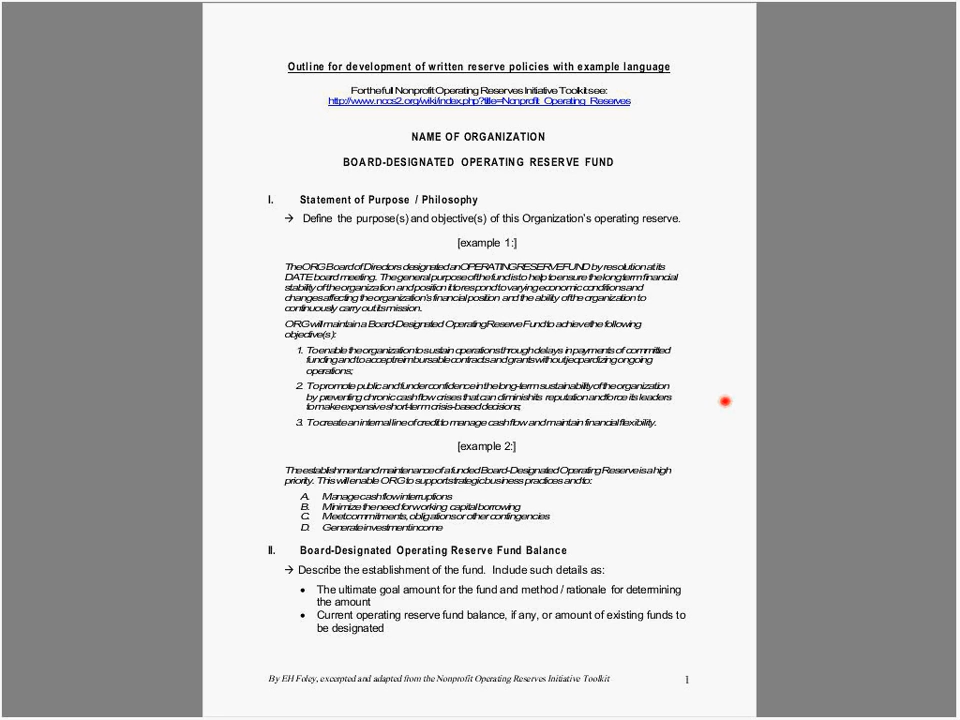 Outline for development of written reserve policies with example language
For the full Nonprofit Operating Reserves Initiative Toolkit see:
http://www.nccs2.org/wiki/index.php?title=Nonprofit_Operating_Reserves
NAME OF ORGANIZATION
BOARD-DESIGNATED OPERATING RESERVE FUND
I. Statement of Purpose / Philosophy
→ Define the purpose(s) and objective(s) of this Organization's operating reserve.
[example 1:]
The ORG Board of Directors designated an OPERATING RESERVE FUND by resolution at its
DATE board meeting. The general purpose of the fund is to help to ensure the long term financial
stability of the organization and position it to respond to varying economic conditions and
changes affecting the organization's financial position and the ability of the organization to
continuously carry out its mission.
ORG will maintain a Board-Designated Operating Reserve Fund to achieve the following
objective(s):
1. To enable the organization to sustain operations through delays in payments of committed
funding and to accept reimbursable contracts and grants without jeopardizing ongoing
operations;
2. To promote public and funder confidence in the long-term sustainability of the organization
by preventing chronic cash flow crises that can diminish its reputation and force its leaders
to make expensive short-term crisis-based decisions;
3. To create an internal line of credit to manage cash flow and maintain financial flexibility.
[example 2:]
The establishment and maintenance of a funded Board-Designated Operating Reserve is a high
priority. This will enable ORG to support strategic business practices and to:
A. Manage cash flow interruptions
B. Minimize the need for working capital borrowing
C. Meet commitments, obligations or other contingencies
D. Generate investment income
II. Board-Designated Operating Reserve Fund Balance
→ Describe the establishment of the fund. Include such details as:
• The ultimate goal amount for the fund and method / rationale for determining
the amount
• Current operating reserve fund balance, if any, or amount of existing funds to
be designated
By EH Foley, excerpted and adapted from the Nonprofit Operating Reserves Initiative Toolkit 1